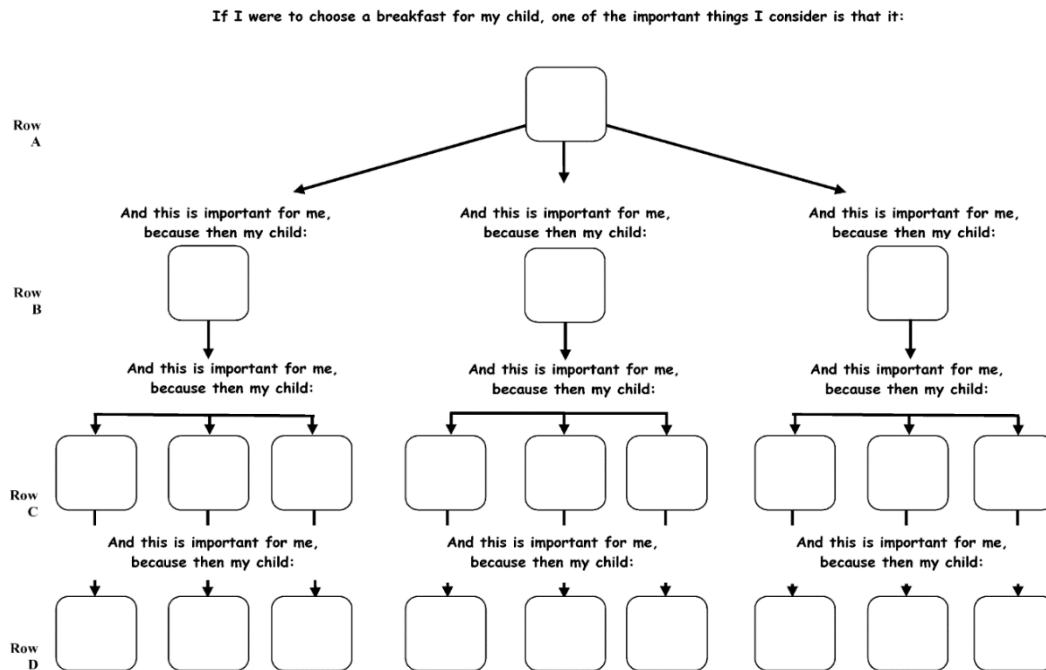 If I were to choose a breakfast for my child, one of the important things I consider is that it:
Row
A
And this is important for me,
because then my child:
And this is important for me,
because then my child:
And this is important for me,
because then my child:
Row
B
And this is important for me,
because then my child:
And this is important for me,
because then my child:
And this is important for me,
because then my child:
Row
C
And this is important for me,
because then my child:
And this is important for me,
because then my child:
And this is important for me,
because then my child:
Row
D